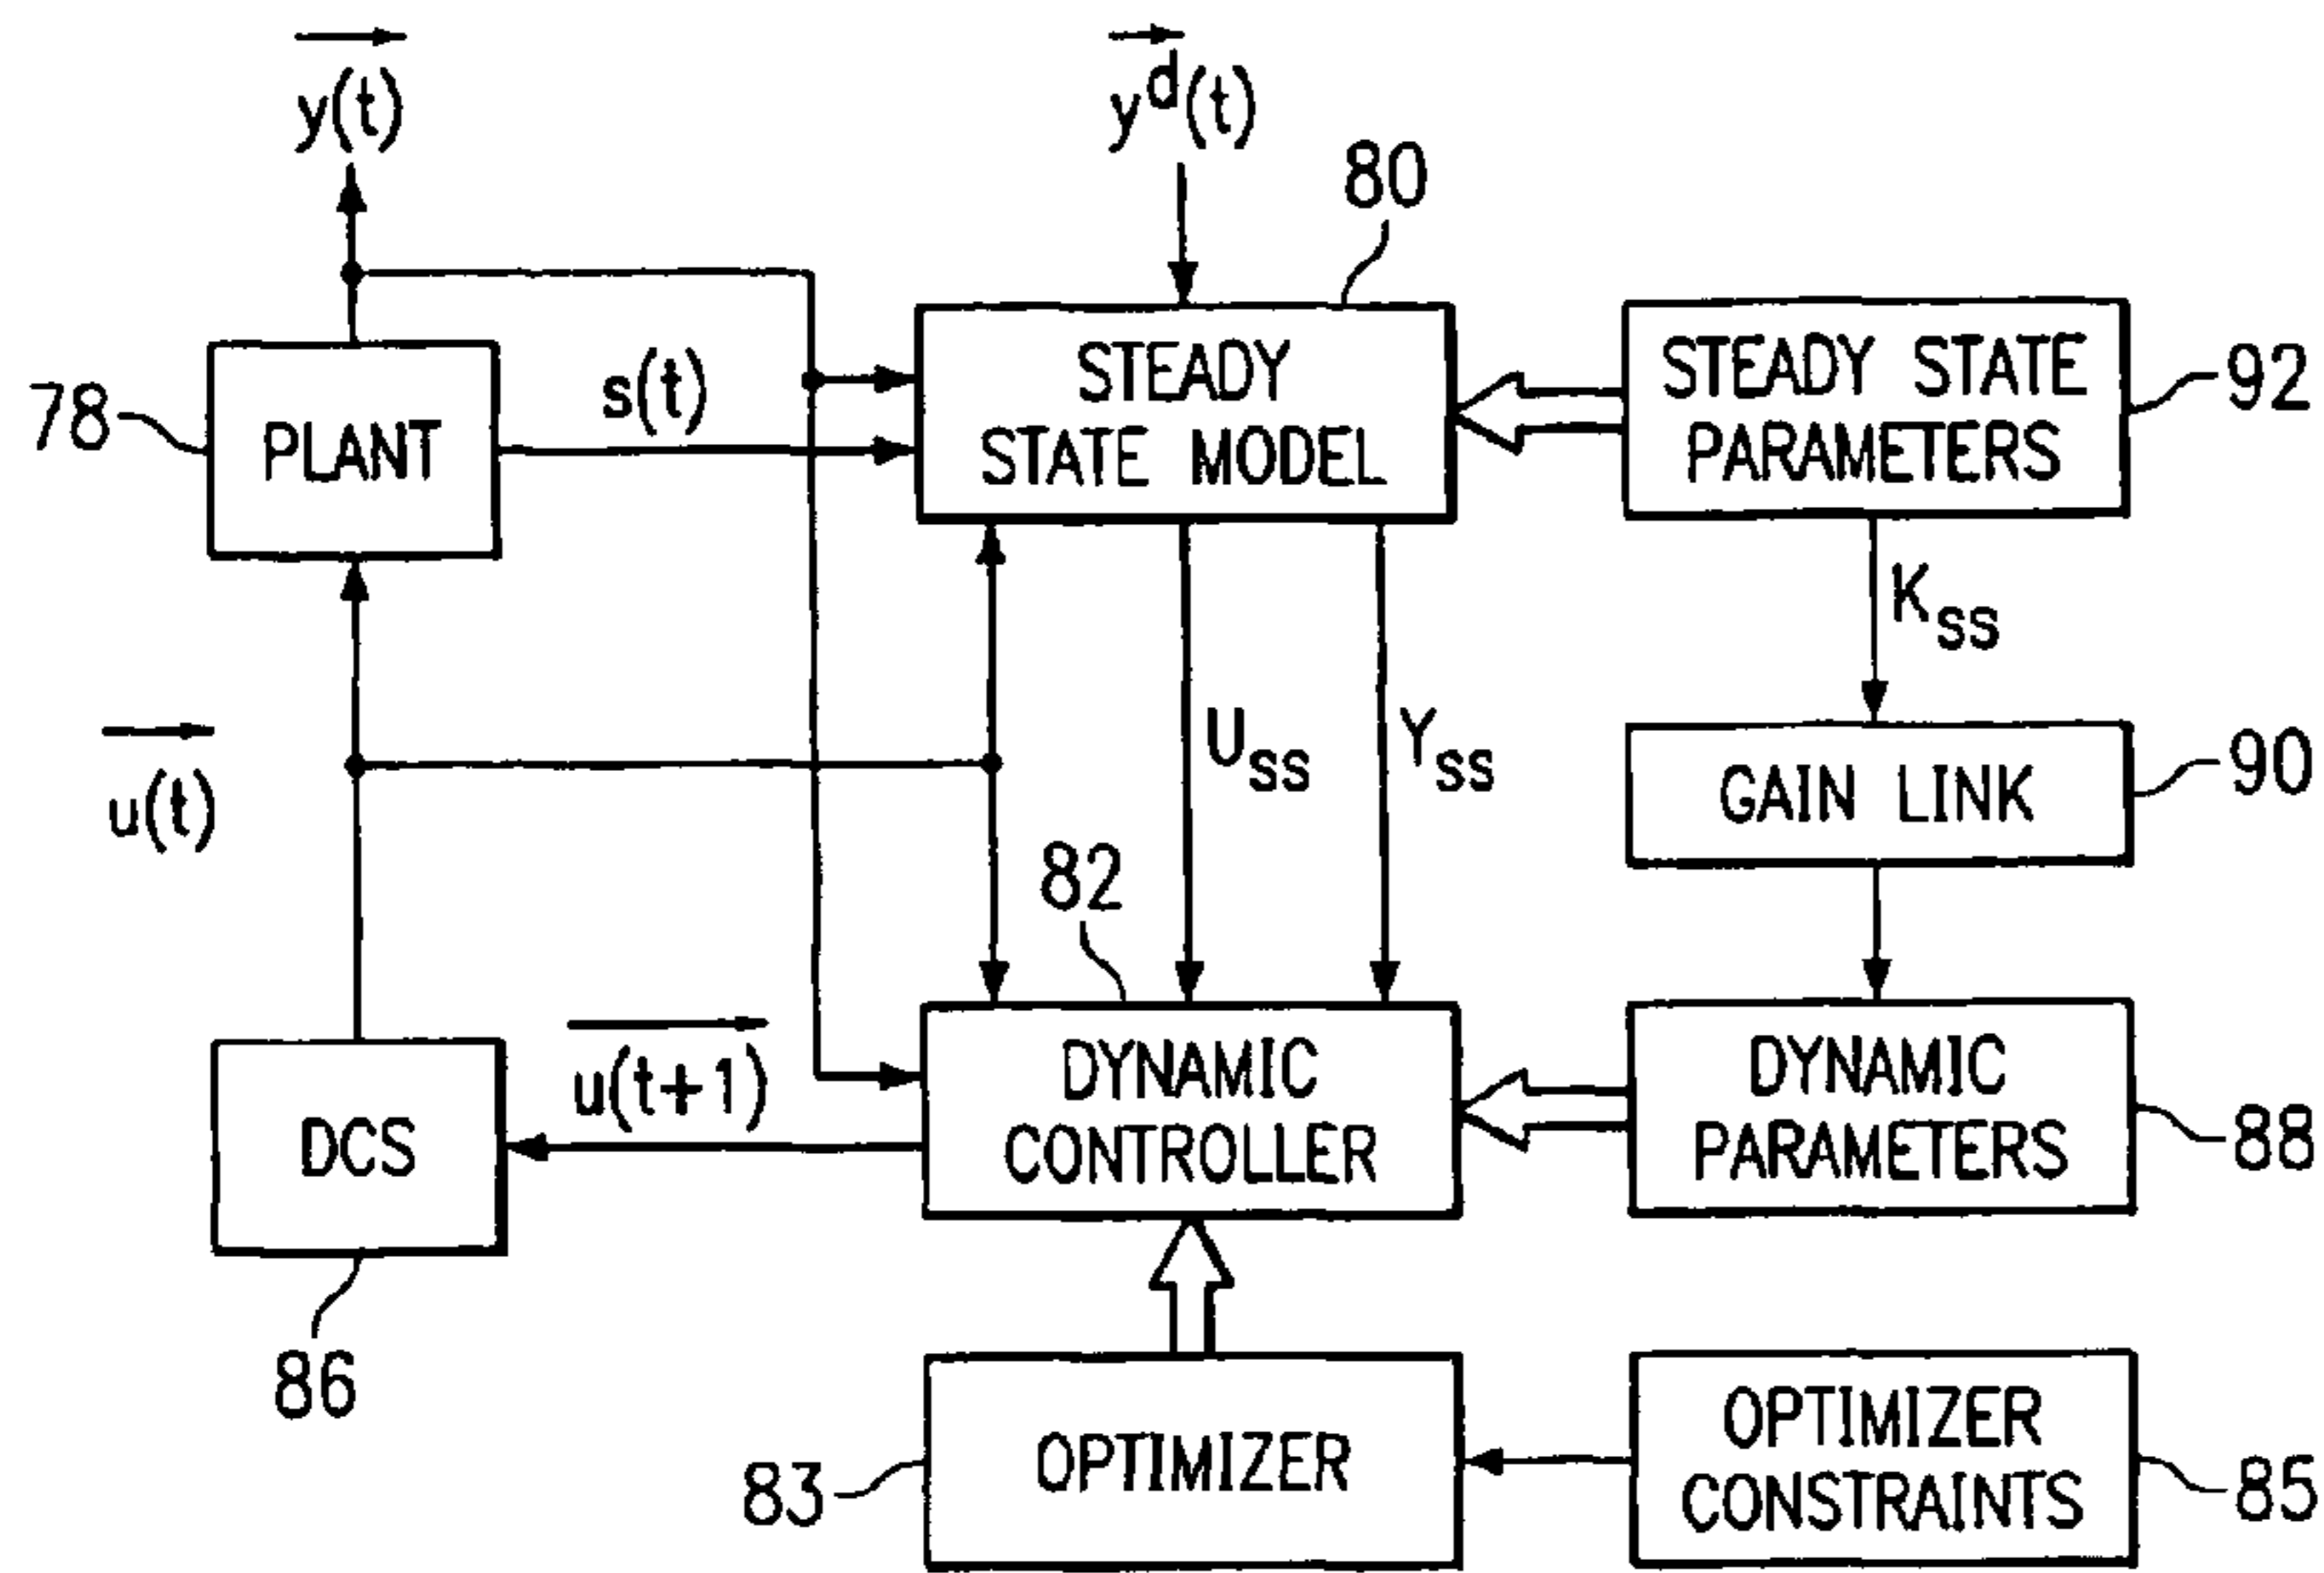 y(t)
y^d(t)
80
STEADY
STATE MODEL
STEADY STATE
PARAMETERS
92
78
PLANT
s(t)
K_ss
u(t)
U_ss
Y_ss
GAIN LINK
90
82
DYNAMIC
CONTROLLER
DYNAMIC
PARAMETERS
88
u(t+1)
DCS
86
OPTIMIZER
83
OPTIMIZER
CONSTRAINTS
85